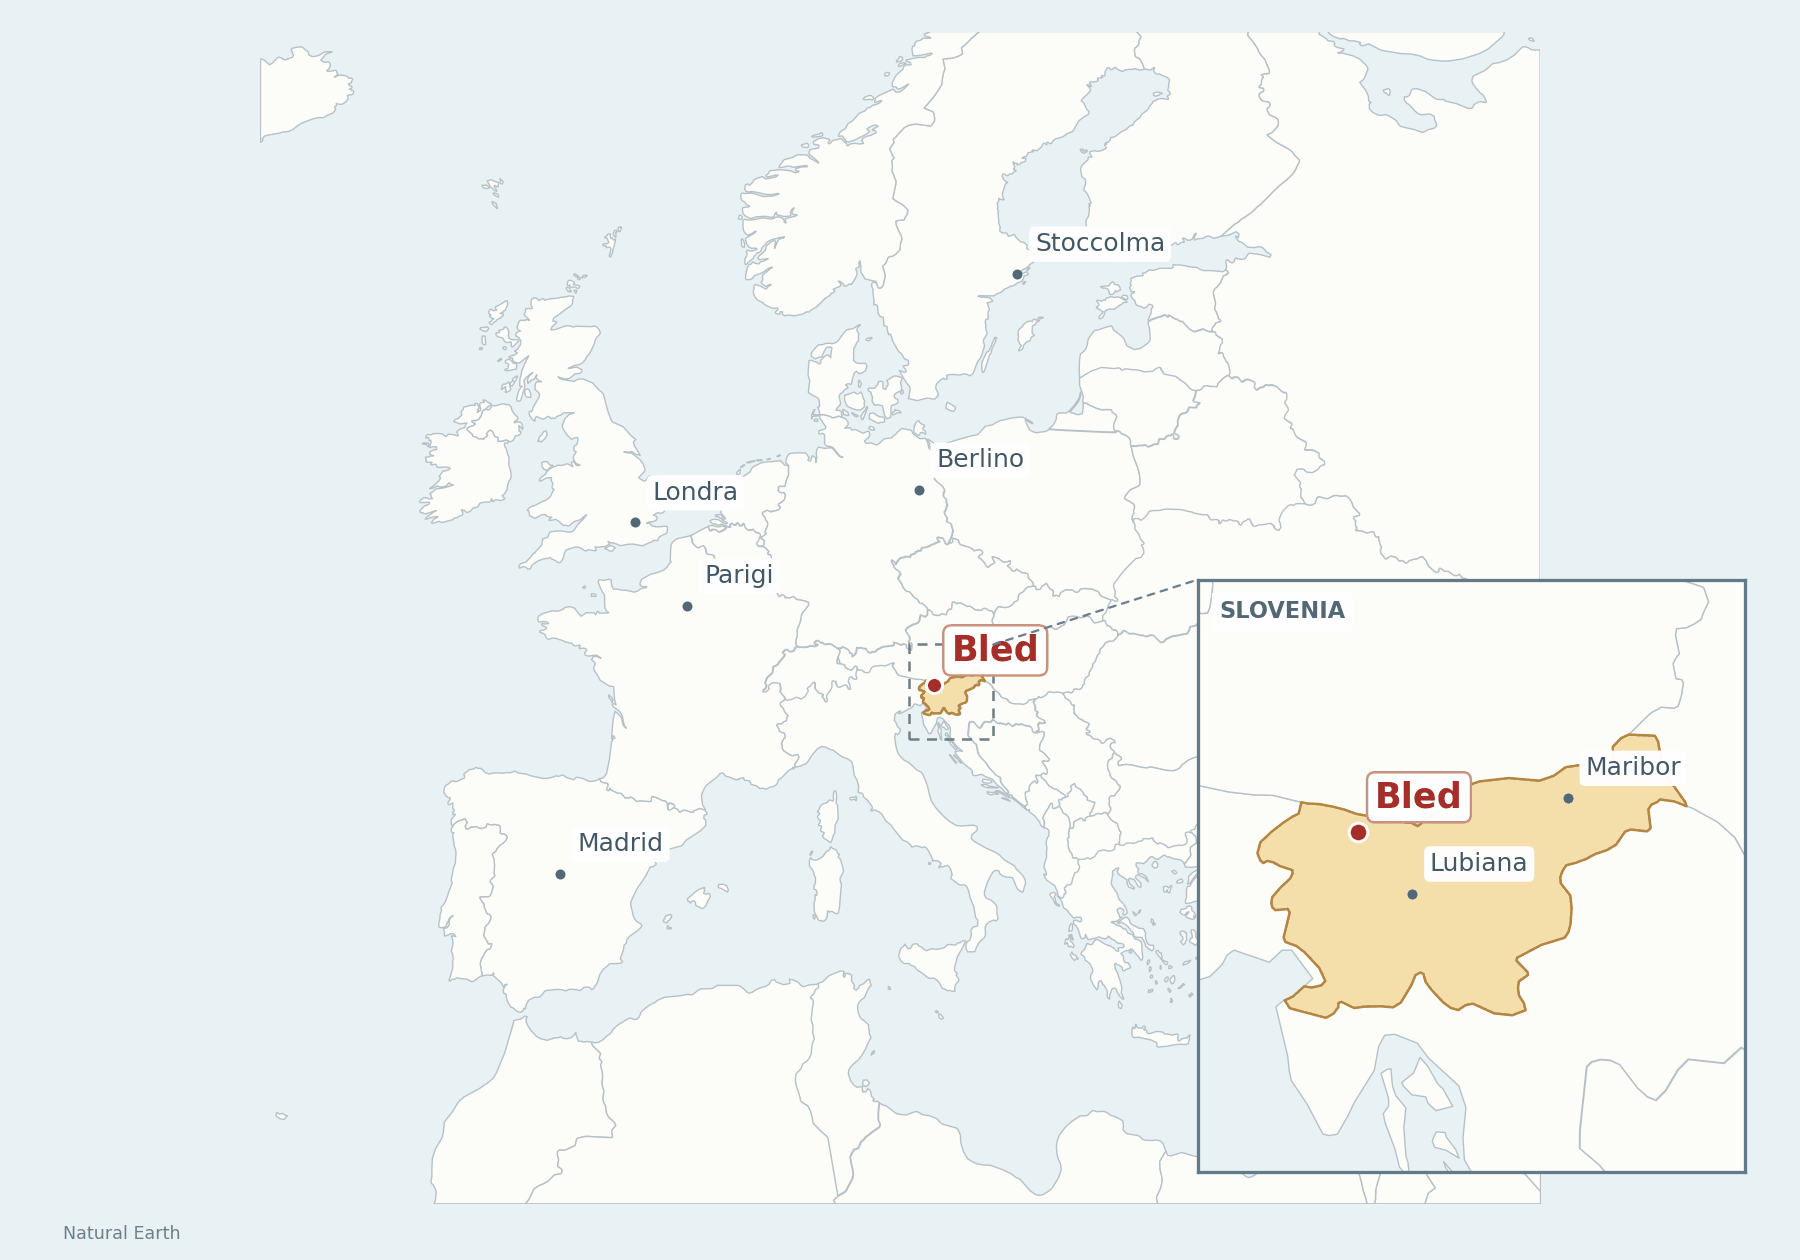 Stoccolma
Berlino
Londra
Parigi
Bled
Madrid
SLOVENIA
Maribor
Bled
Lubiana
Natural Earth